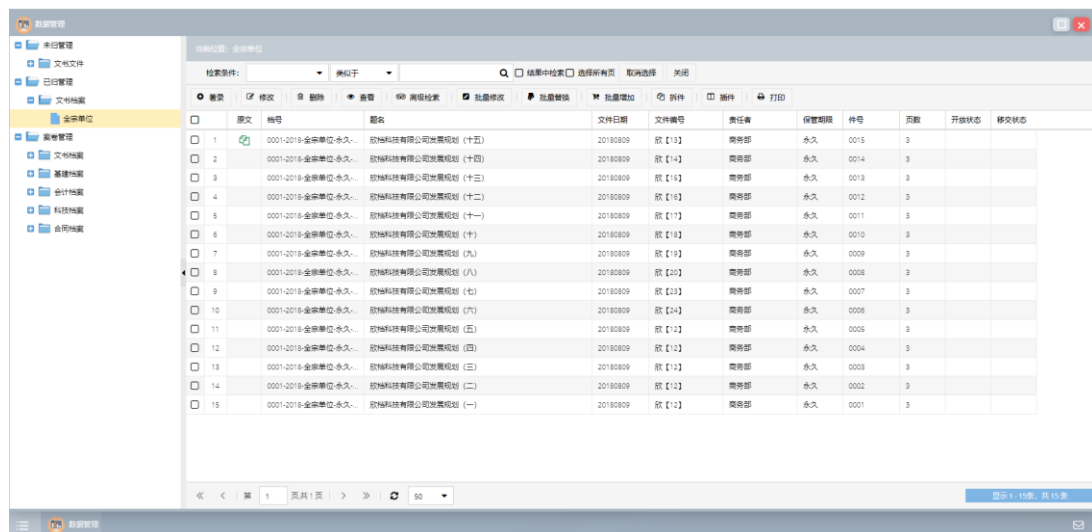 数据管理
未归管理
文书文件
已归管理
文书档案
全宗单位
案卷管理
文书档案
基建档案
会计档案
科技档案
合同档案
当前位置：全宗单位
检索条件： 类似于 结果中检索 选择所有页 取消选择 关闭
著录 修改 删除 查看 高级检索 批量修改 批量替换 批量增加 拆件 插件 打印
原文 档号 题名 文件日期 文件编号 责任者 保管期限 件号 页数 开放状态 移交状态
1 0001-2018-全宗单位-永久-... 欣档科技有限公司发展规划（十五） 20180809 欣【13】 商务部 永久 0015 3
2 0001-2018-全宗单位-永久-... 欣档科技有限公司发展规划（十四） 20180809 欣【14】 商务部 永久 0014 3
3 0001-2018-全宗单位-永久-... 欣档科技有限公司发展规划（十三） 20180809 欣【15】 商务部 永久 0013 3
4 0001-2018-全宗单位-永久-... 欣档科技有限公司发展规划（十二） 20180809 欣【16】 商务部 永久 0012 3
5 0001-2018-全宗单位-永久-... 欣档科技有限公司发展规划（十一） 20180809 欣【17】 商务部 永久 0011 3
6 0001-2018-全宗单位-永久-... 欣档科技有限公司发展规划（十） 20180809 欣【18】 商务部 永久 0010 3
7 0001-2018-全宗单位-永久-... 欣档科技有限公司发展规划（九） 20180809 欣【19】 商务部 永久 0009 3
8 0001-2018-全宗单位-永久-... 欣档科技有限公司发展规划（八） 20180809 欣【20】 商务部 永久 0008 3
9 0001-2018-全宗单位-永久-... 欣档科技有限公司发展规划（七） 20180809 欣【23】 商务部 永久 0007 3
10 0001-2018-全宗单位-永久-... 欣档科技有限公司发展规划（六） 20180809 欣【24】 商务部 永久 0006 3
11 0001-2018-全宗单位-永久-... 欣档科技有限公司发展规划（五） 20180809 欣【12】 商务部 永久 0005 3
12 0001-2018-全宗单位-永久-... 欣档科技有限公司发展规划（四） 20180809 欣【12】 商务部 永久 0004 3
13 0001-2018-全宗单位-永久-... 欣档科技有限公司发展规划（三） 20180809 欣【12】 商务部 永久 0003 3
14 0001-2018-全宗单位-永久-... 欣档科技有限公司发展规划（二） 20180809 欣【12】 商务部 永久 0002 3
15 0001-2018-全宗单位-永久-... 欣档科技有限公司发展规划（一） 20180809 欣【12】 商务部 永久 0001 3
第 1 页,共1页 50 显示 1 - 15条，共 15 条
数据管理